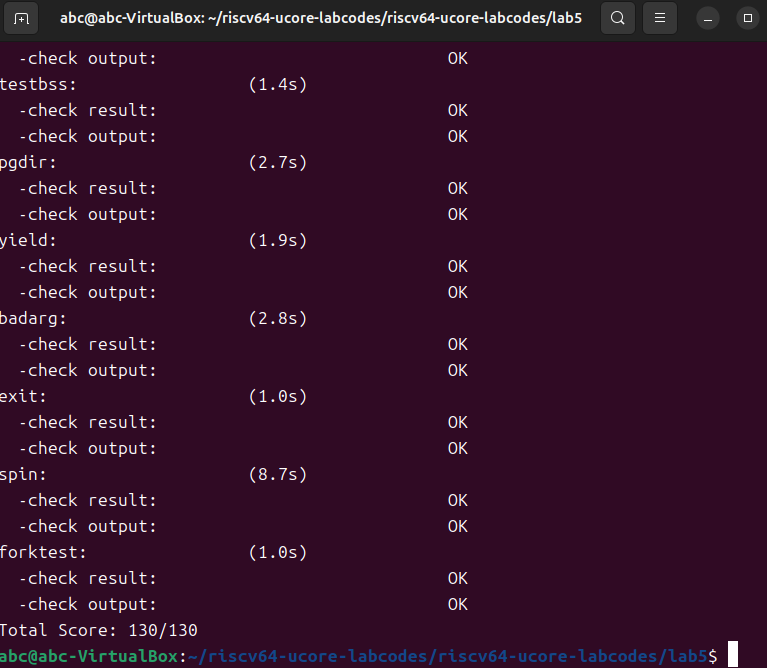 abc@abc-VirtualBox: ~/riscv64-ucore-labcodes/riscv64-ucore-labcodes/lab5
-check output: OK
testbss: (1.4s)
-check result: OK
-check output: OK
pgdir: (2.7s)
-check result: OK
-check output: OK
yield: (1.9s)
-check result: OK
-check output: OK
badarg: (2.8s)
-check result: OK
-check output: OK
exit: (1.0s)
-check result: OK
-check output: OK
spin: (8.7s)
-check result: OK
-check output: OK
forktest: (1.0s)
-check result: OK
-check output: OK
Total Score: 130/130
abc@abc-VirtualBox:~/riscv64-ucore-labcodes/riscv64-ucore-labcodes/lab5$